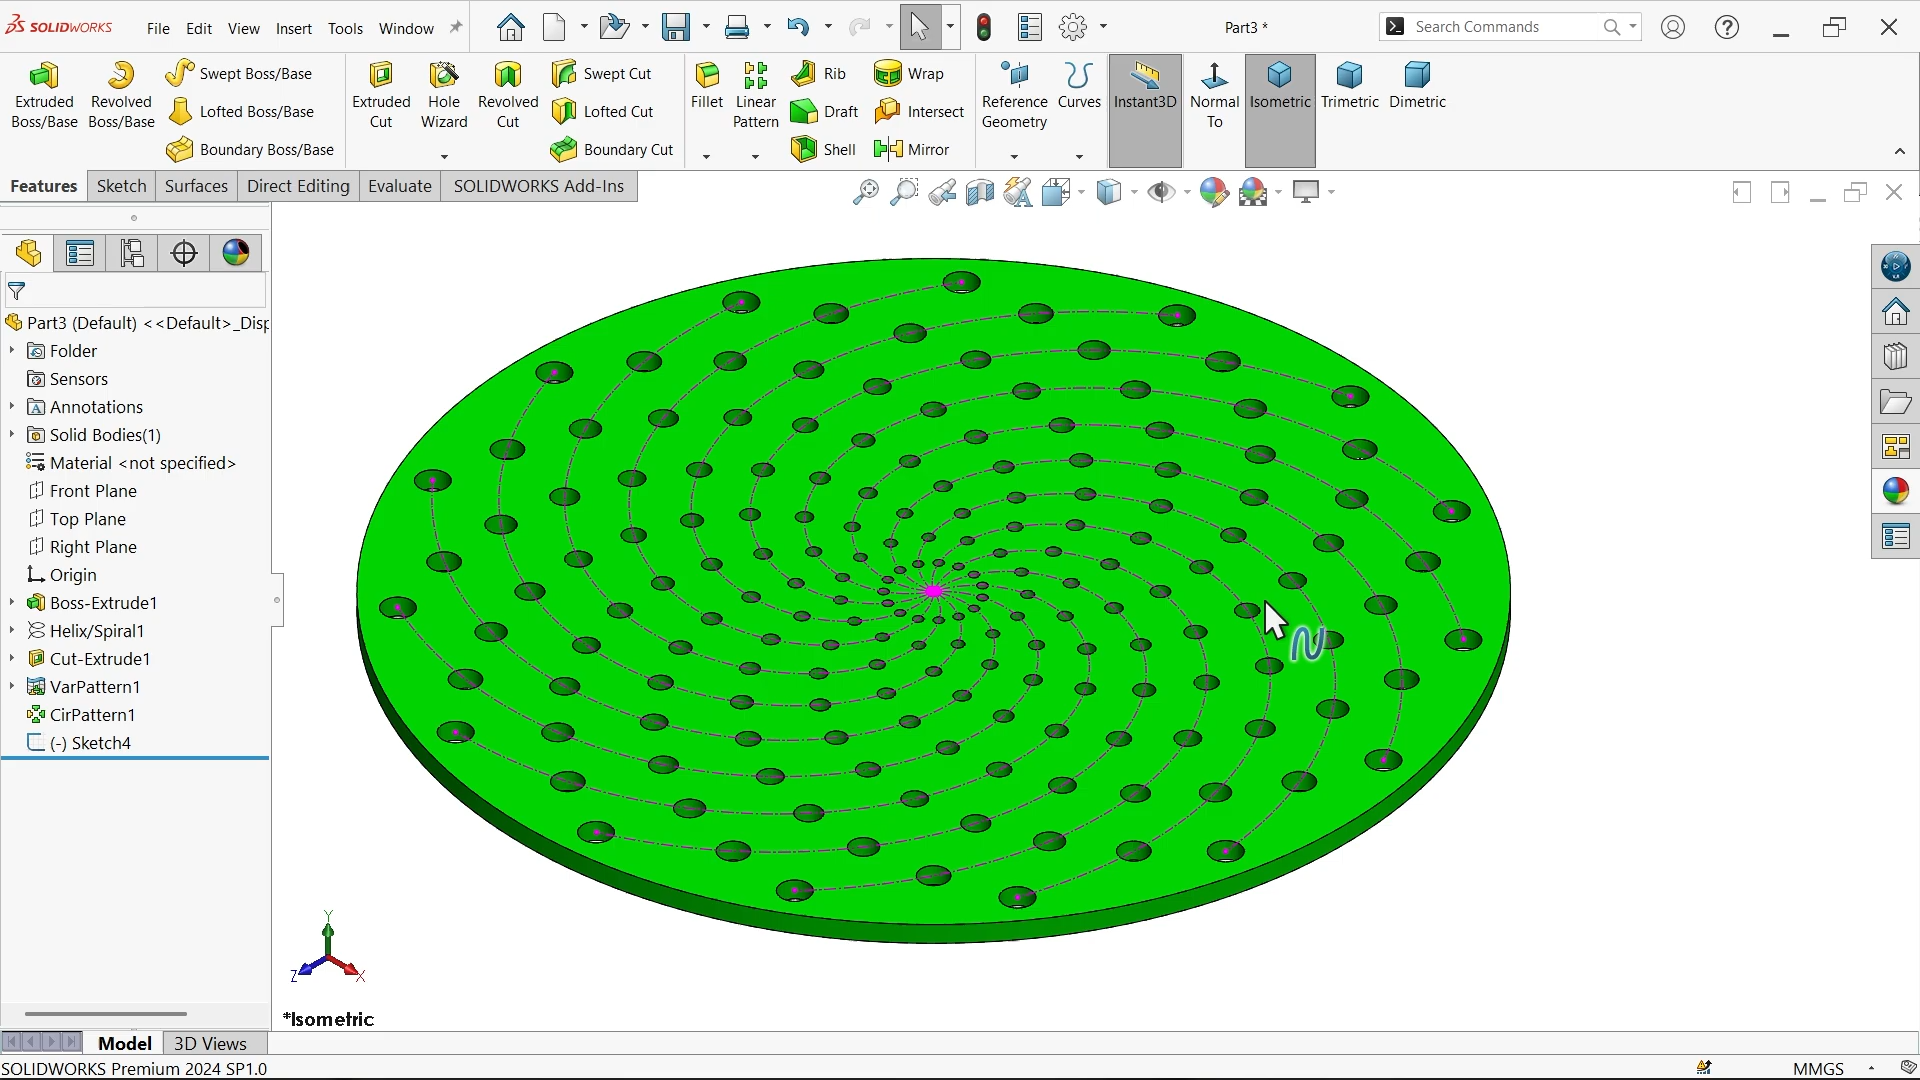 SOLIDWORKS File Edit View Insert Tools Window Part3 * Search Commands
Extruded Boss/Base
Revolved Boss/Base
Swept Boss/Base
Lofted Boss/Base
Boundary Boss/Base
Extruded Cut
Hole Wizard
Revolved Cut
Swept Cut
Lofted Cut
Boundary Cut
Fillet
Linear Pattern
Rib
Draft
Shell
Wrap
Intersect
Mirror
Reference Geometry
Curves
Instant3D
Normal To
Isometric
Trimetric
Dimetric
Features Sketch Surfaces Direct Editing Evaluate SOLIDWORKS Add-Ins
Part3 (Default) <<Default>_Disp
Folder
Sensors
Annotations
Solid Bodies(1)
Material <not specified>
Front Plane
Top Plane
Right Plane
Origin
Boss-Extrude1
Helix/Spiral1
Cut-Extrude1
VarPattern1
CirPattern1
(-) Sketch4
Y
Z
X
*Isometric
Model 3D Views
SOLIDWORKS Premium 2024 SP1.0
MMGS